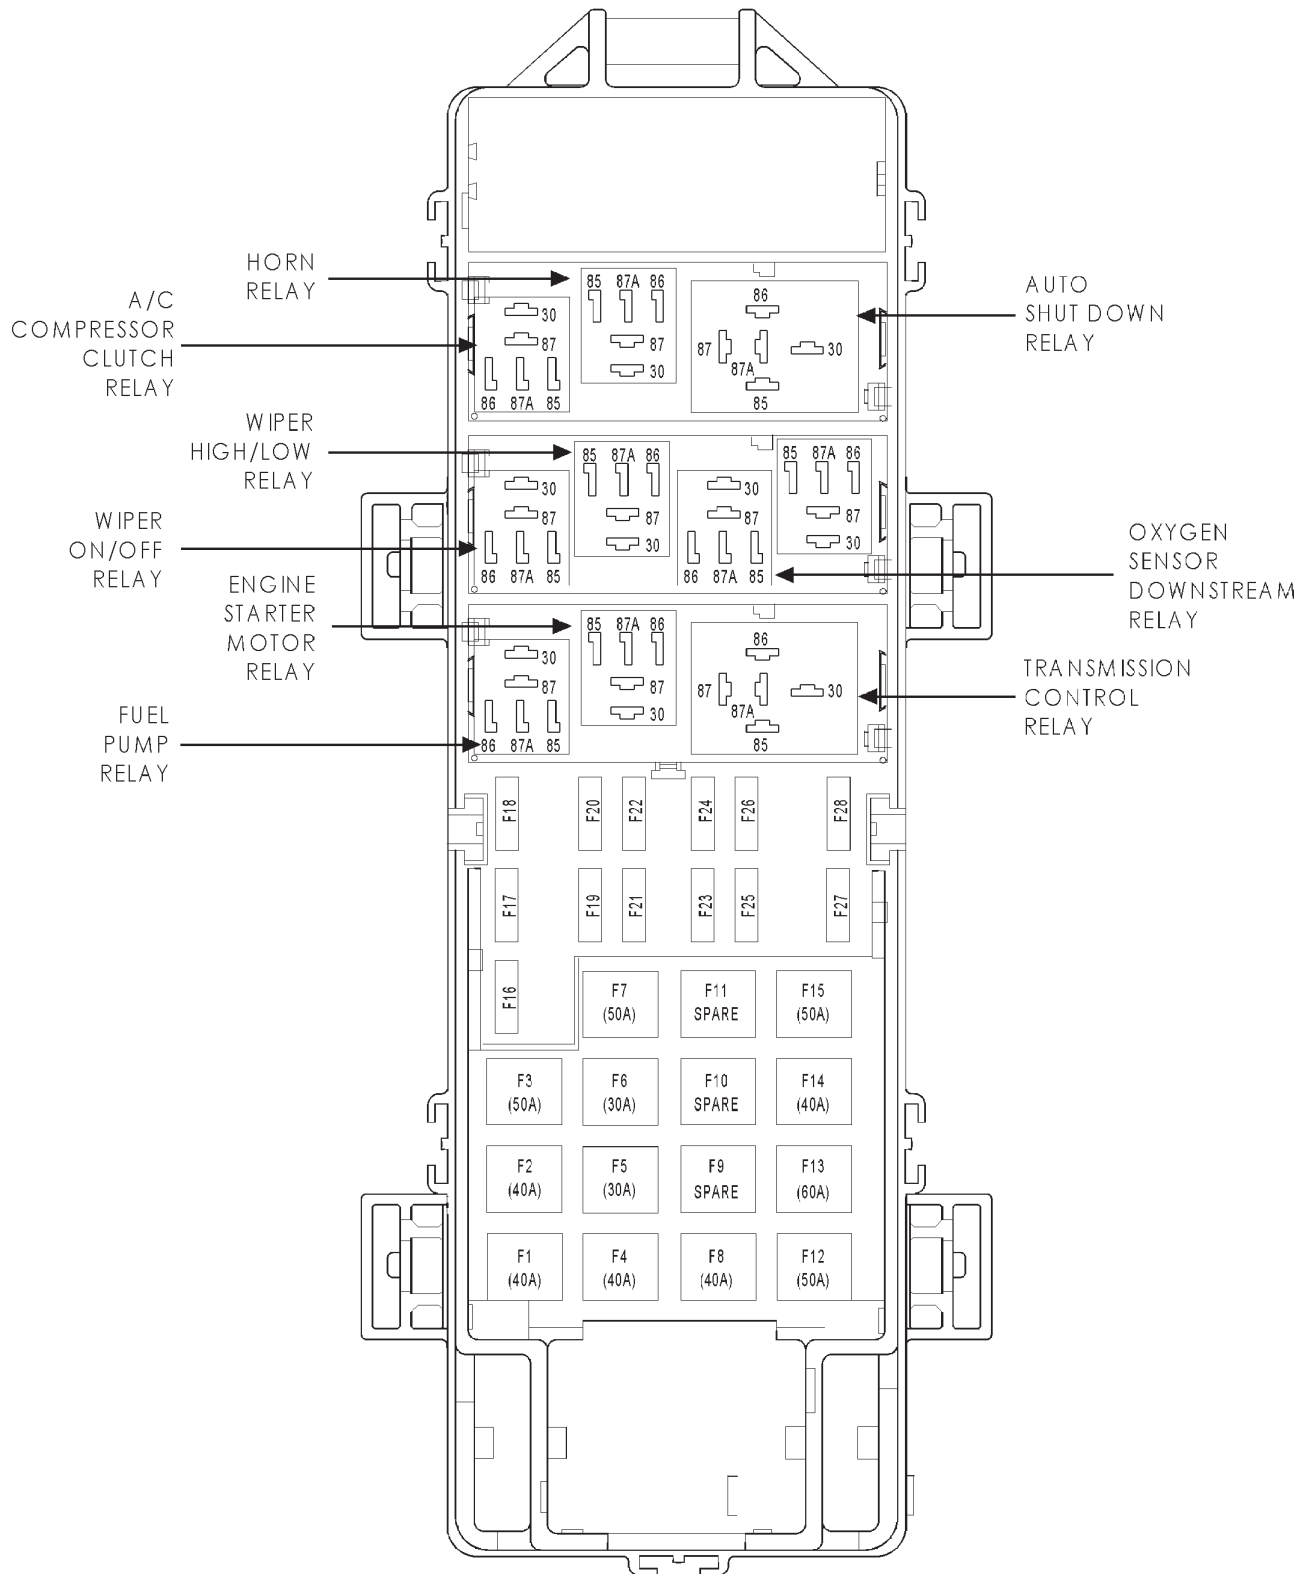 HORN
RELAY
A/C
COMPRESSOR
CLUTCH
RELAY
AUTO
SHUT DOWN
RELAY
85 87A 86
87
30
30
87
86 87A 85
86
87
87A
30
85
WIPER
HIGH/LOW
RELAY
WIPER
ON/OFF
RELAY
85 87A 86
87
30
30
87
86 87A 85
30
87
86 87A 85
85 87A 86
87
30
OXYGEN
SENSOR
DOWNSTREAM
RELAY
ENGINE
STARTER
MOTOR
RELAY
FUEL
PUMP
RELAY
85 87A 86
87
30
30
87
86 87A 85
86
87
87A
30
85
TRANSMISSION
CONTROL
RELAY
F18 F20 F22 F24 F26 F28
F17 F19 F21 F23 F25 F27
F16
F7
(50A)
F11
SPARE
F15
(50A)
F3
(50A)
F6
(30A)
F10
SPARE
F14
(40A)
F2
(40A)
F5
(30A)
F9
SPARE
F13
(60A)
F1
(40A)
F4
(40A)
F8
(40A)
F12
(50A)